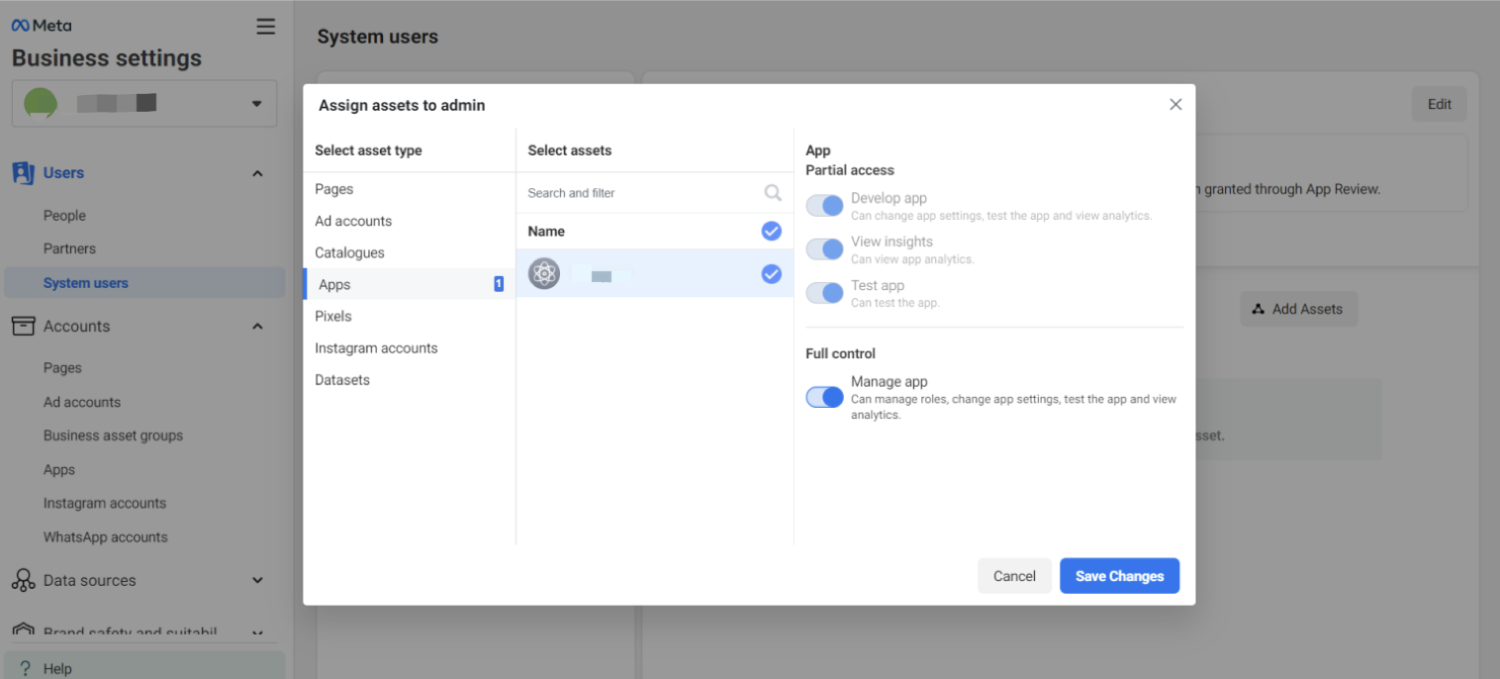 Meta
Business settings
Users
People
Partners
System users
Accounts
Pages
Ad accounts
Business asset groups
Apps
Instagram accounts
WhatsApp accounts
Data sources
Brand safety and suitabil
Help
System users
Edit
granted through App Review.
Add Assets
Assign assets to admin
Select asset type
Pages
Ad accounts
Catalogues
Apps 1
Pixels
Instagram accounts
Datasets
Select assets
Search and filter
Name
App
Partial access
Develop app
Can change app settings, test the app and view analytics.
View insights
Can view app analytics.
Test app
Can test the app.
Full control
Manage app
Can manage roles, change app settings, test the app and view
analytics.
Cancel
Save Changes